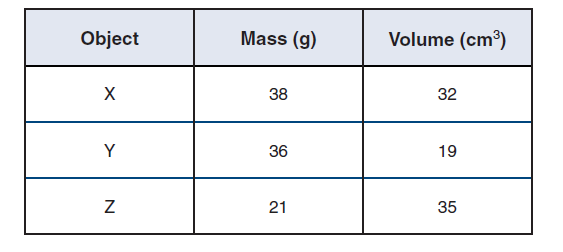 Object Mass (g) Volume (cm³)
X 38 32
Y 36 19
Z 21 35